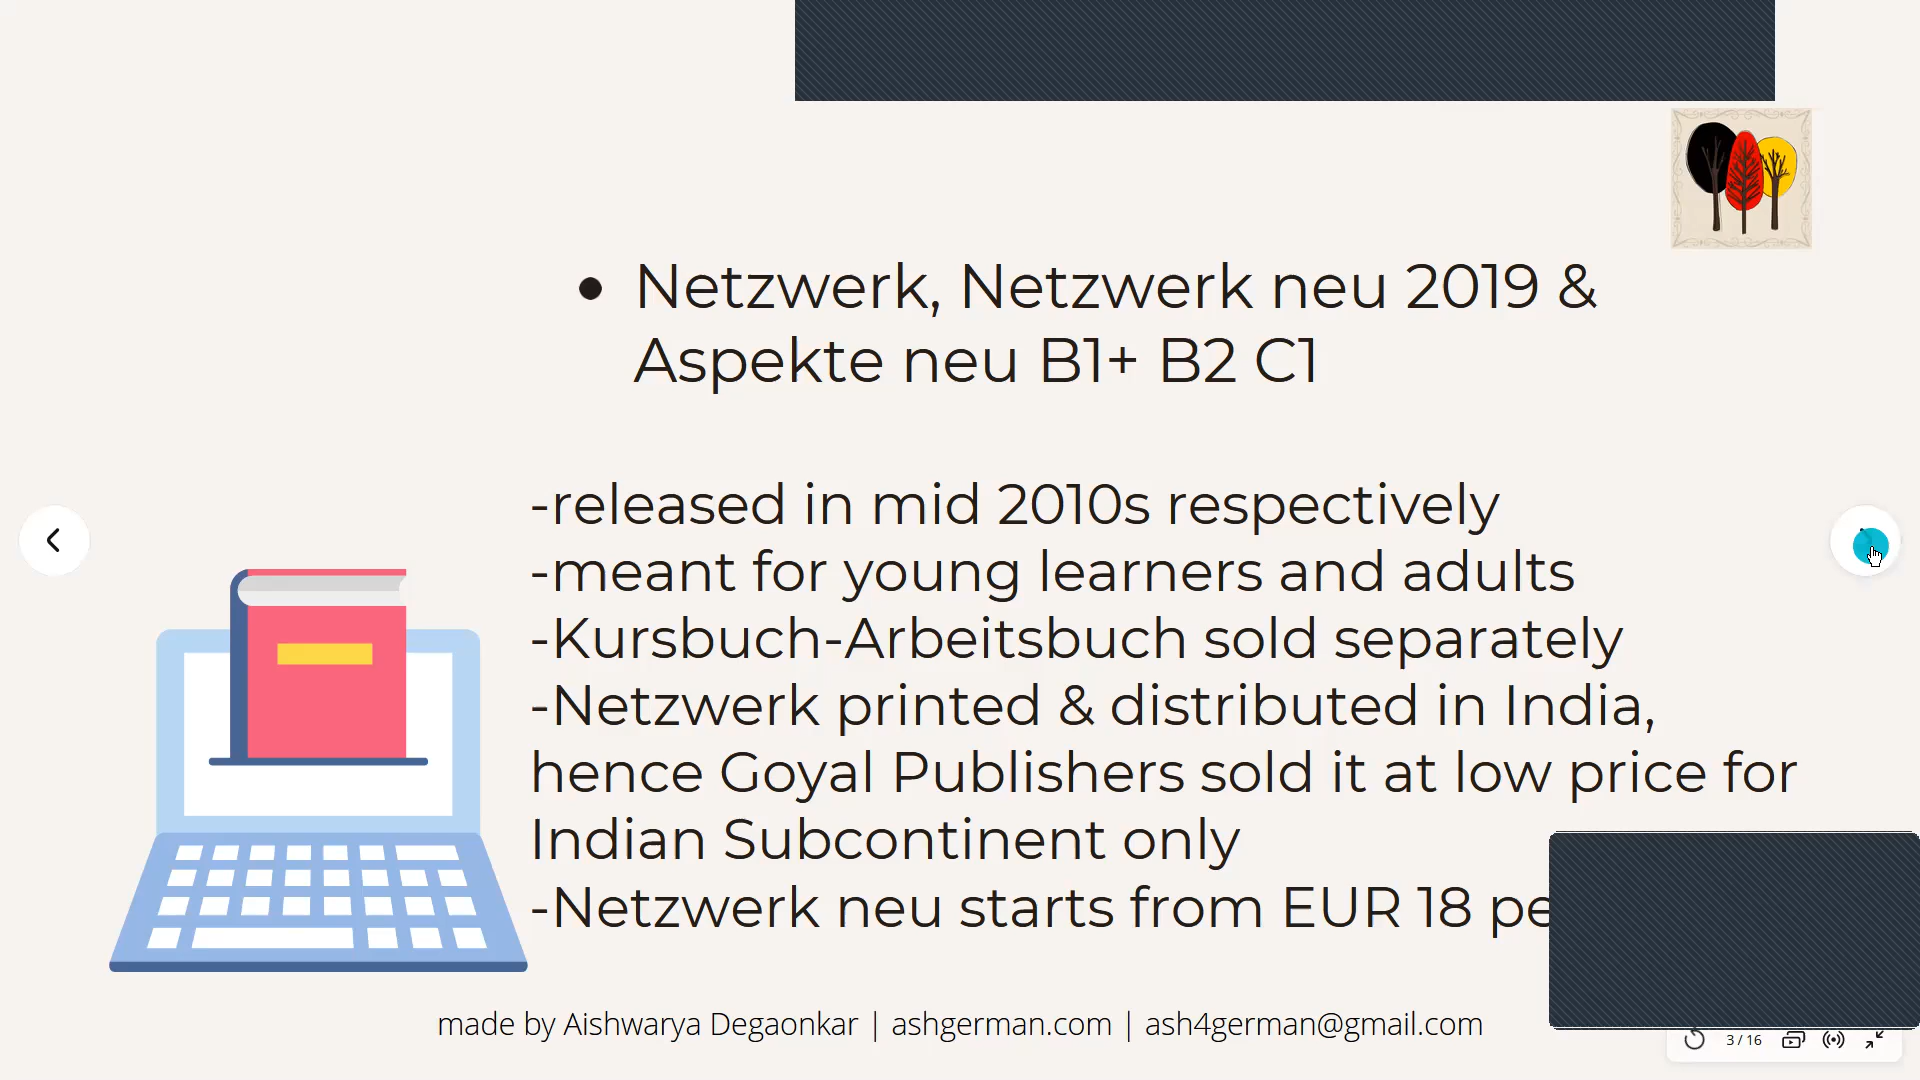 • Netzwerk, Netzwerk neu 2019 &
Aspekte neu B1+ B2 C1
-released in mid 2010s respectively
-meant for young learners and adults
-Kursbuch-Arbeitsbuch sold separately
-Netzwerk printed & distributed in India,
hence Goyal Publishers sold it at low price for
Indian Subcontinent only
-Netzwerk neu starts from EUR 18
made by Aishwarya Degaonkar | ashgerman.com | ash4german@gmail.com
3 / 16